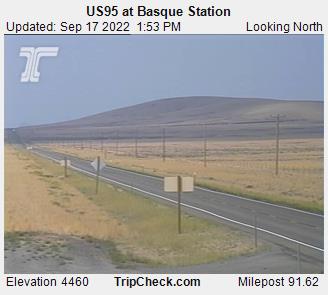 US95 at Basque Station
Updated: Sep 17 2022 1:53 PM Looking North
Elevation 4460 TripCheck.com Milepost 91.62